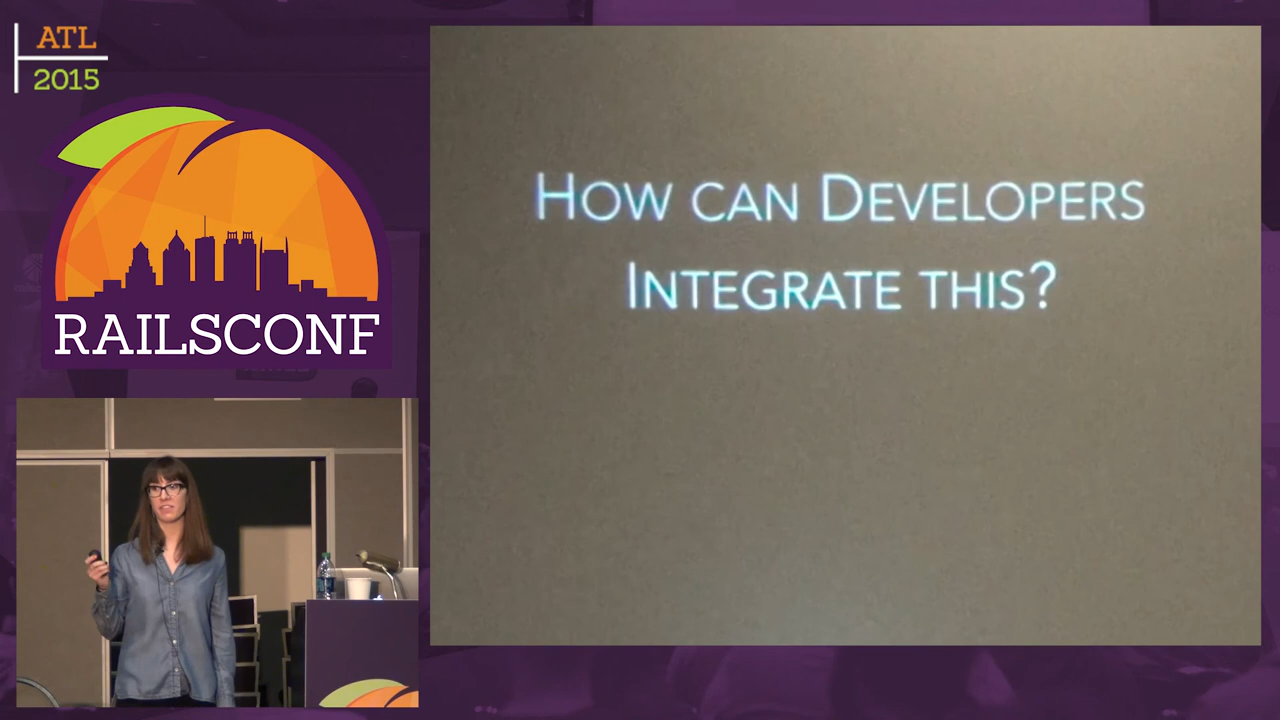 ATL
2015
RAILSCONF
HOW CAN DEVELOPERS
INTEGRATE THIS?